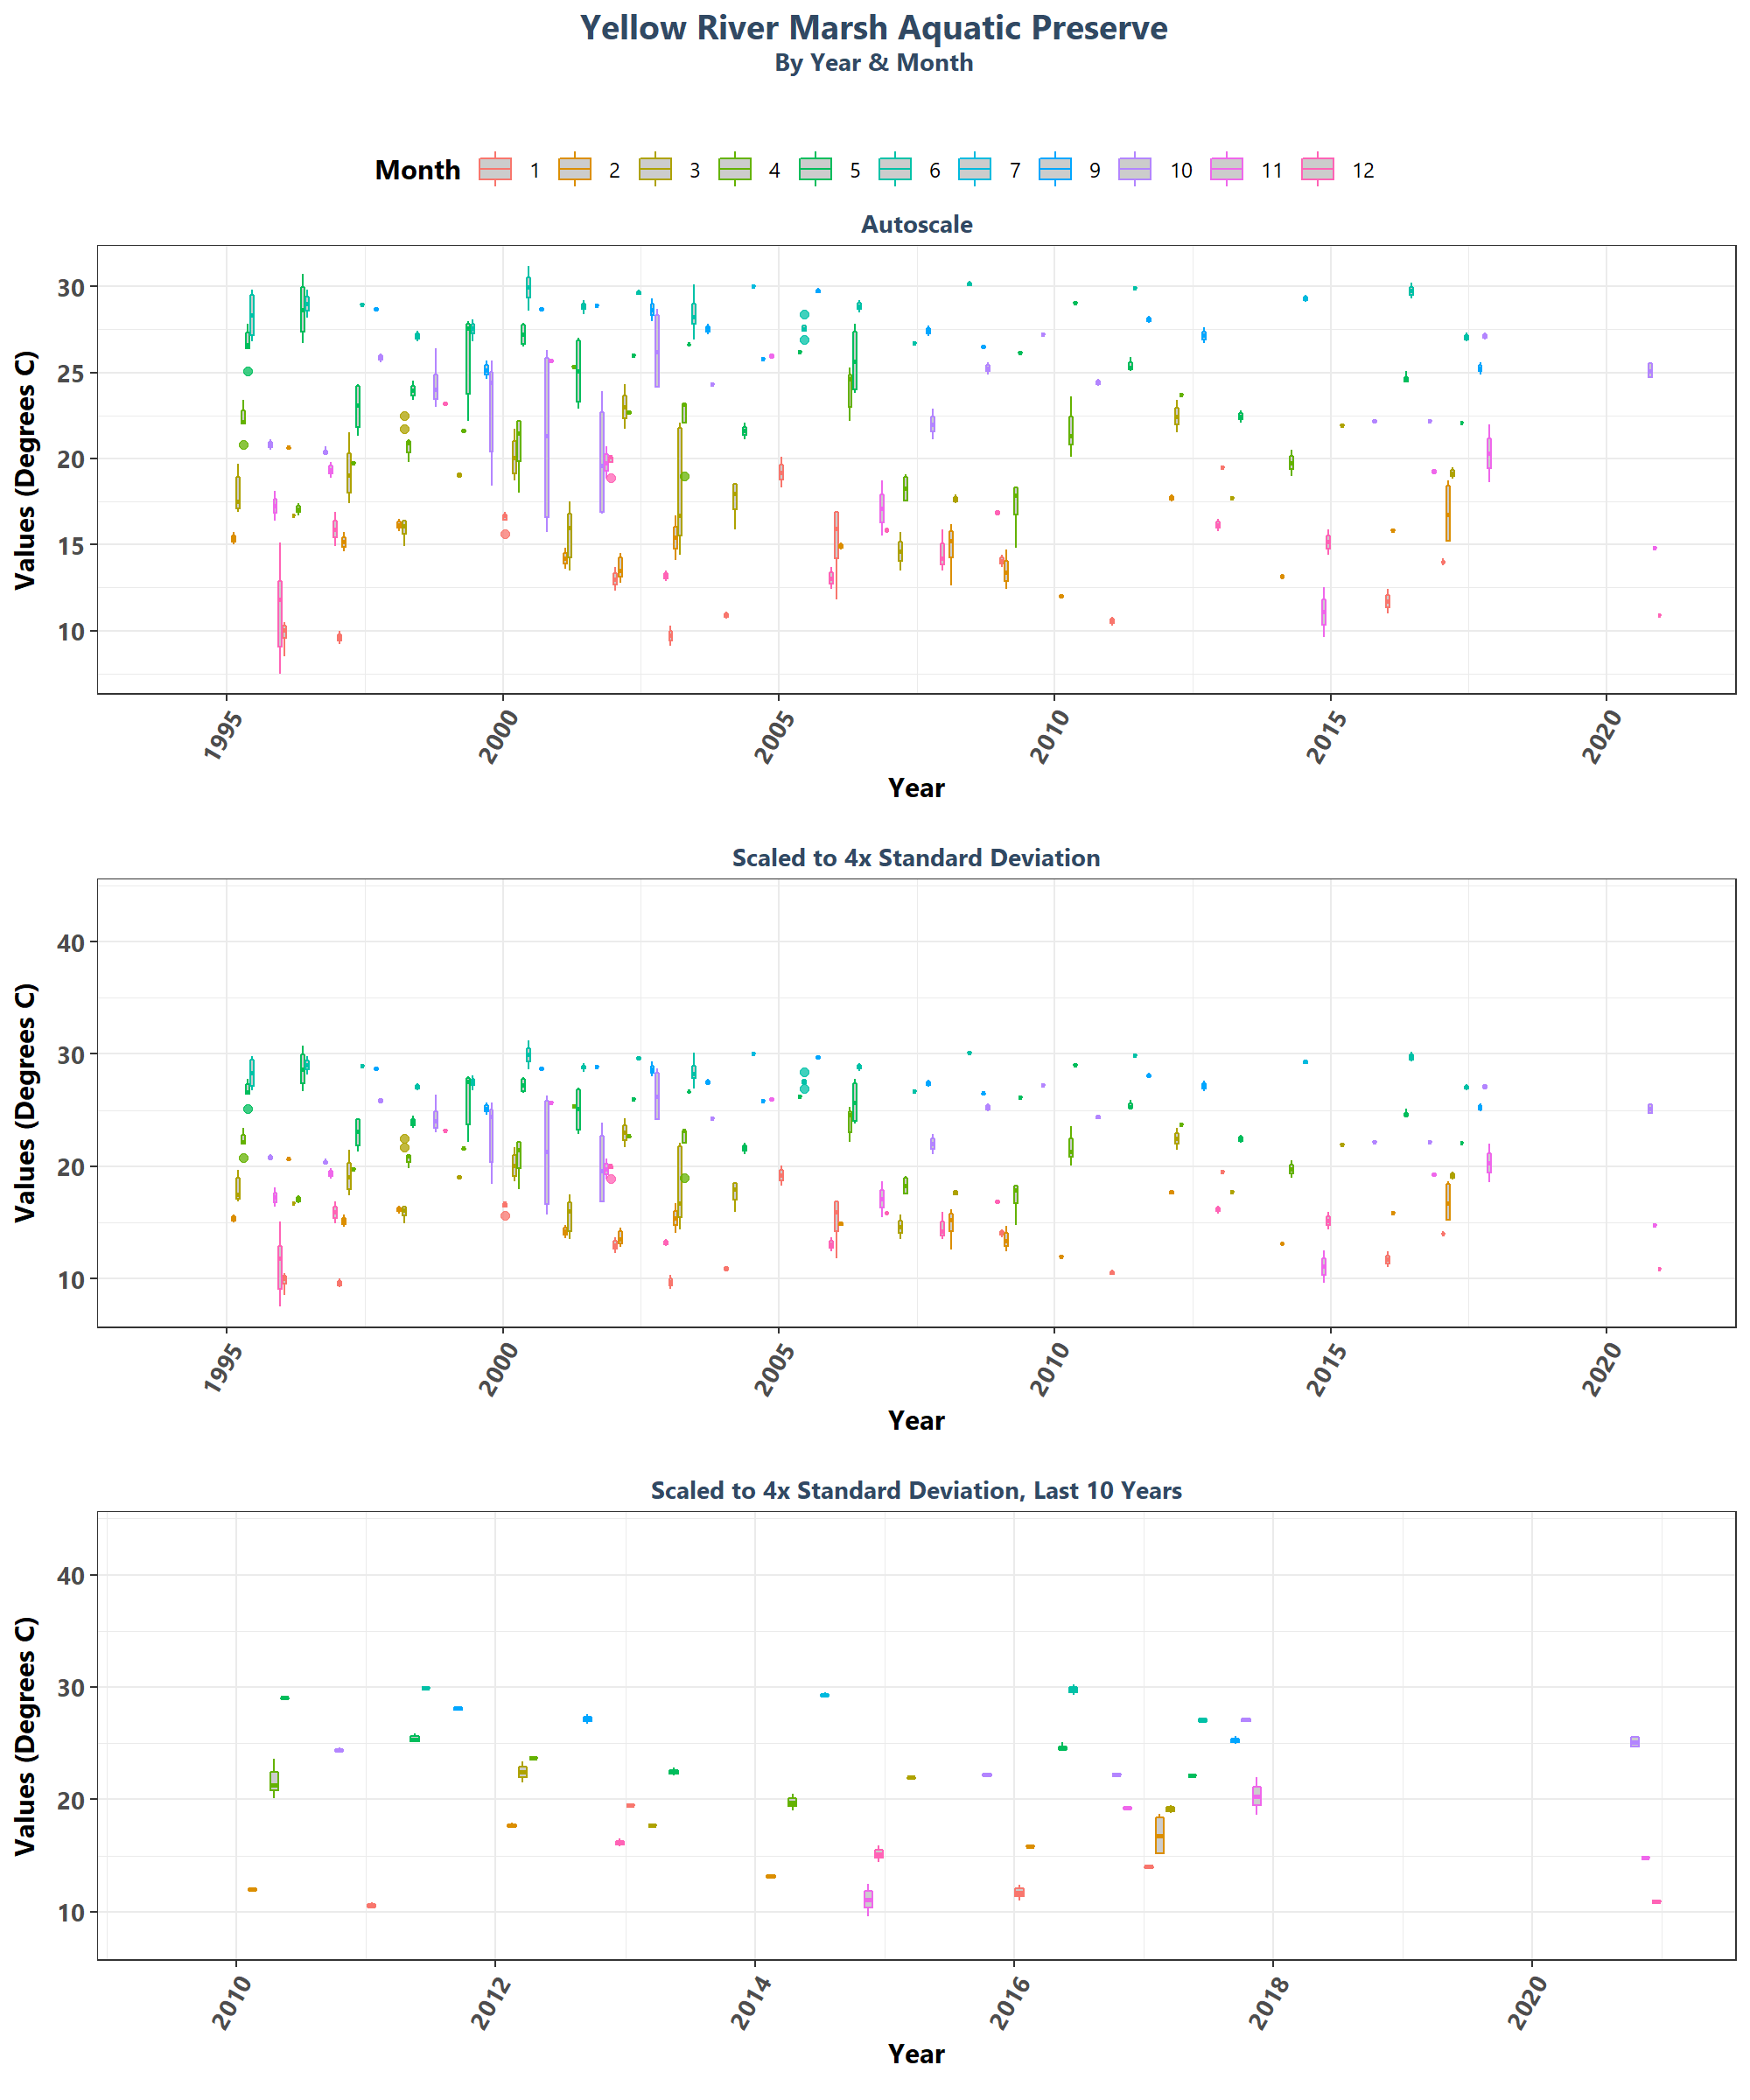 Yellow River Marsh Aquatic Preserve
By Year & Month
Month 1 2 3 4 5 6 7 9 10 11 12
Autoscale
Values (Degrees C)
30
25
20
15
10
1995 2000 2005 2010 2015 2020
Year
Scaled to 4x Standard Deviation
Values (Degrees C)
40
30
20
10
1995 2000 2005 2010 2015 2020
Year
Scaled to 4x Standard Deviation, Last 10 Years
Values (Degrees C)
40
30
20
10
2010 2012 2014 2016 2018 2020
Year